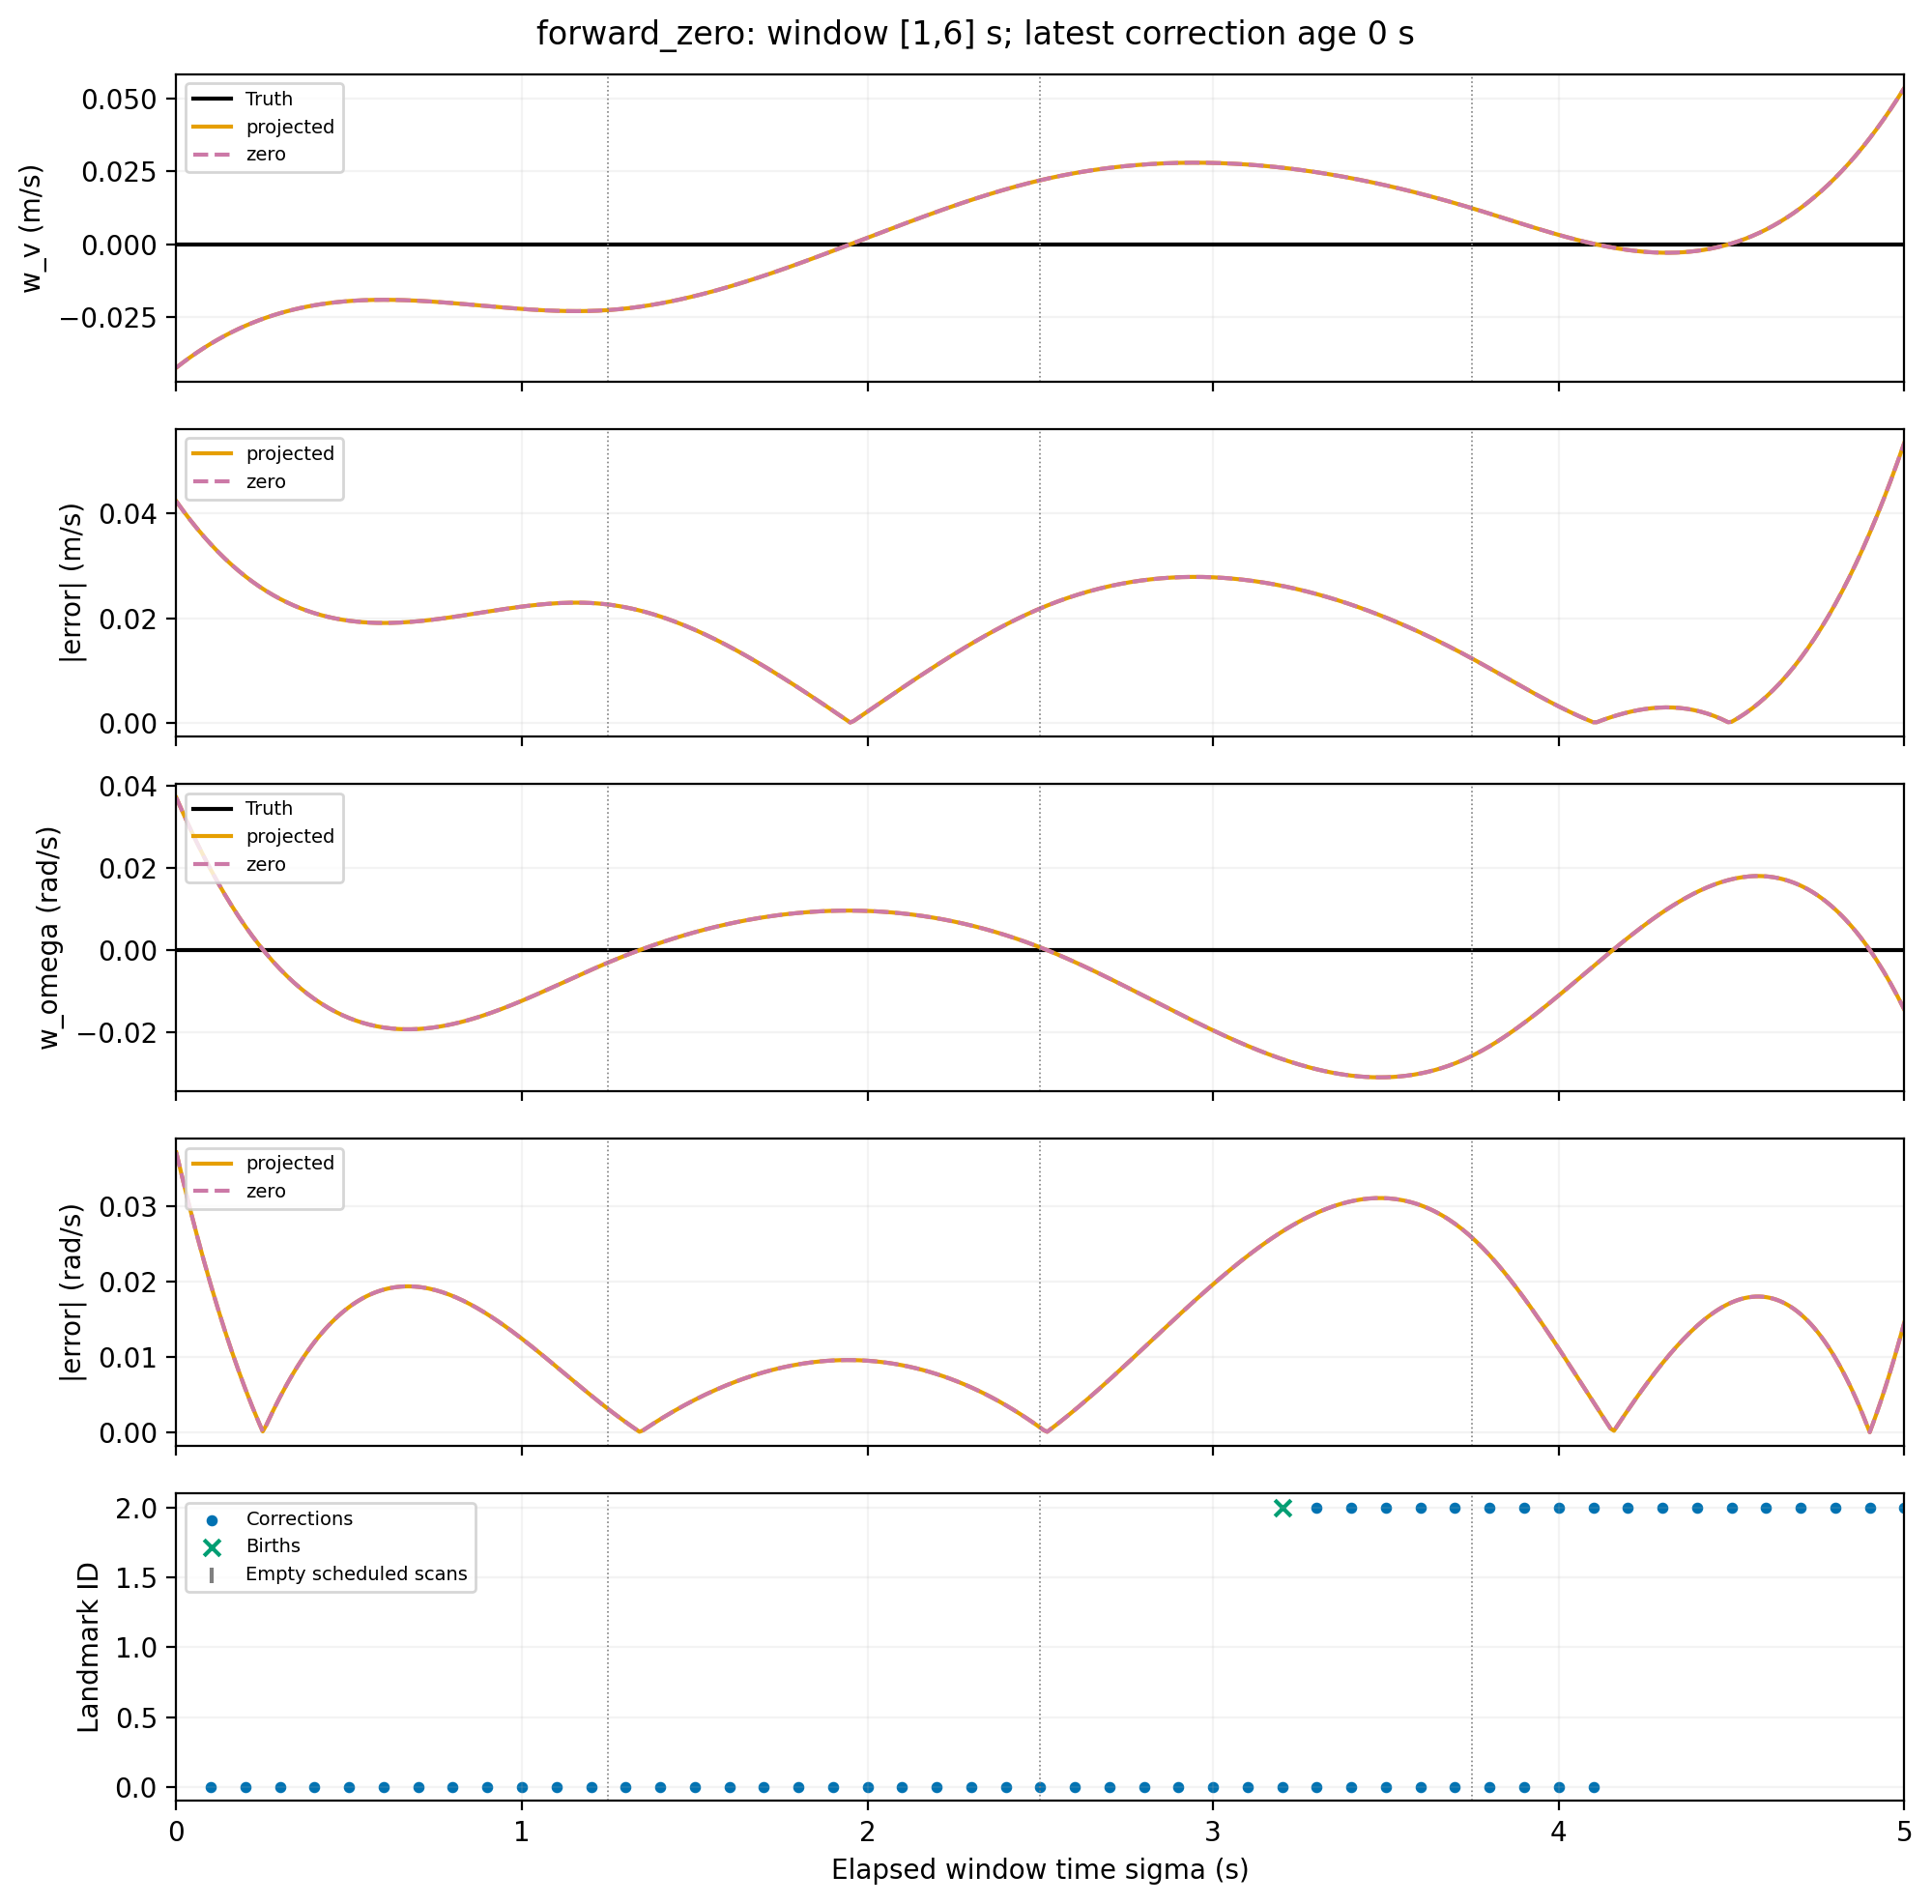 forward_zero: window [1,6] s; latest correction age 0 s
w_v (m/s)
0.050
0.025
0.000
−0.025
Truth
projected
zero
|error| (m/s)
0.04
0.02
0.00
projected
zero
w_omega (rad/s)
0.04
0.02
0.00
−0.02
Truth
projected
zero
|error| (rad/s)
0.03
0.02
0.01
0.00
projected
zero
Landmark ID
2.0
1.5
1.0
0.5
0.0
Corrections
Births
Empty scheduled scans
0 1 2 3 4 5
Elapsed window time sigma (s)